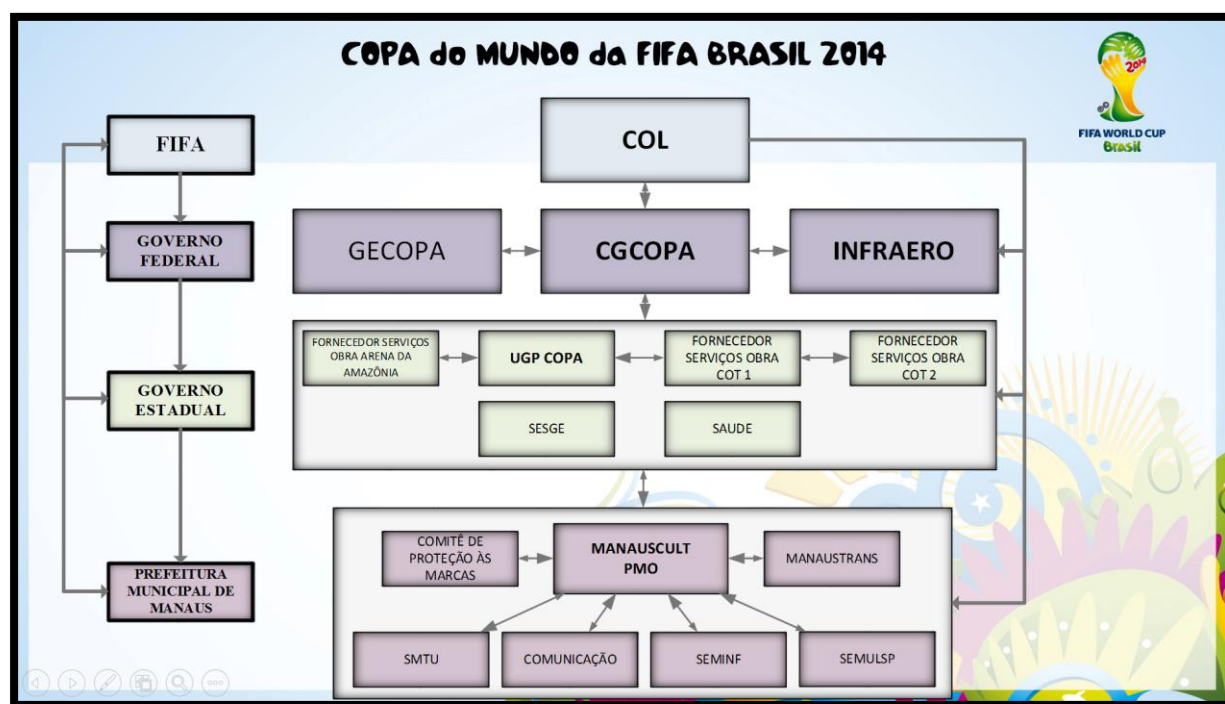 COPA do MUNDO da FIFA BRASIL 2014
2014
FIFA WORLD CUP
Brasil
FIFA
GOVERNO
FEDERAL
GOVERNO
ESTADUAL
PREFEITURA
MUNICIPAL DE
MANAUS
COL
GECOPA
CGCOPA
INFRAERO
FORNECEDOR SERVIÇOS
OBRA ARENA DA
AMAZÔNIA
UGP COPA
FORNECEDOR
SERVIÇOS OBRA
COT 1
FORNECEDOR
SERVIÇOS OBRA
COT 2
SESGE
SAUDE
COMITÊ DE
PROTEÇÃO ÀS
MARCAS
MANAUSCULT
PMO
MANAUSTRANS
SMTU
COMUNICAÇÃO
SEMINF
SEMULSP